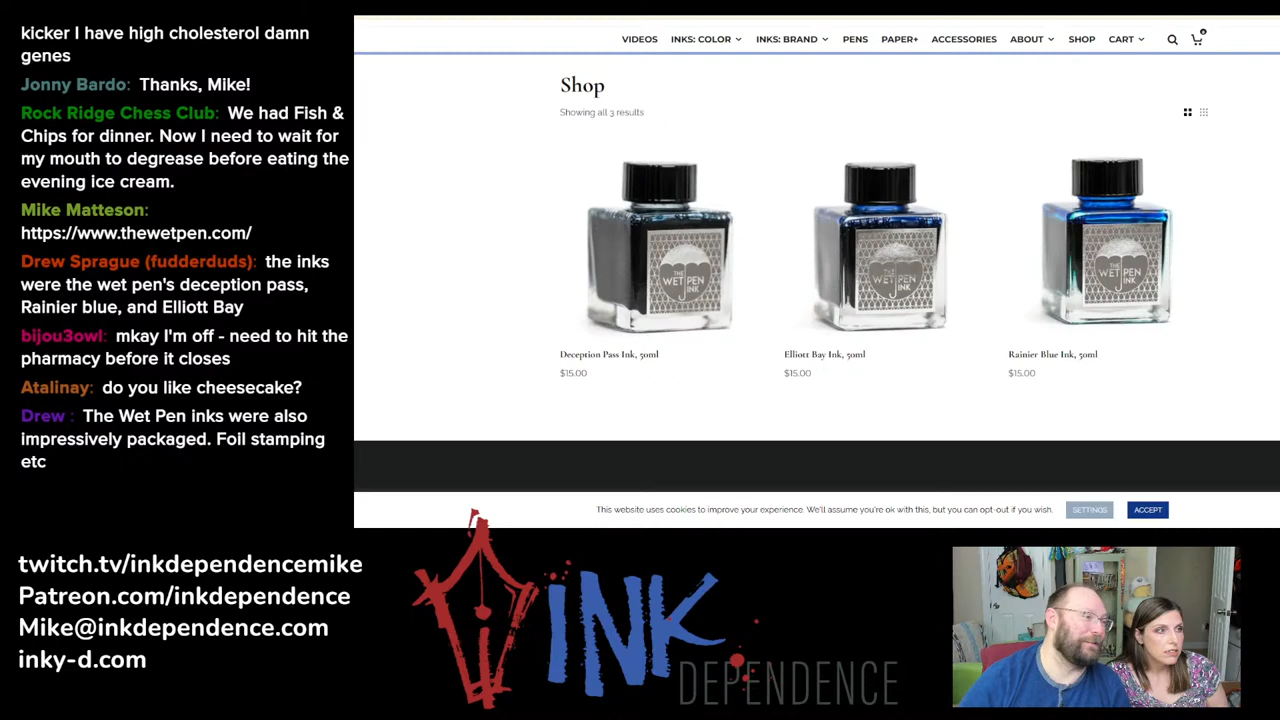 kicker I have high cholesterol damn
genes
Jonny Bardo: Thanks, Mike!
Rock Ridge Chess Club: We had Fish &
Chips for dinner. Now I need to wait for
my mouth to degrease before eating the
evening ice cream.
Mike Matteson:
https://www.thewetpen.com/
Drew Sprague (fudderduds): the inks
were the wet pen's deception pass,
Rainier blue, and Elliott Bay
bijou3owl: mkay I'm off - need to hit the
pharmacy before it closes
Atalinay: do you like cheesecake?
Drew : The Wet Pen inks were also
impressively packaged. Foil stamping
etc
VIDEOS INKS: COLOR INKS: BRAND PENS PAPER+ ACCESSORIES ABOUT SHOP CART
Shop
Showing all 3 results
THE WET PEN INK
THE WET PEN INK
THE WET PEN INK
Deception Pass Ink, 50ml
$15.00
Elliott Bay Ink, 50ml
$15.00
Rainier Blue Ink, 50ml
$15.00
This website uses cookies to improve your experience. We'll assume you're ok with this, but you can opt-out if you wish. SETTINGS ACCEPT
twitch.tv/inkdependencemike
Patreon.com/inkdependence
Mike@inkdependence.com
inky-d.com
INK
DEPENDENCE